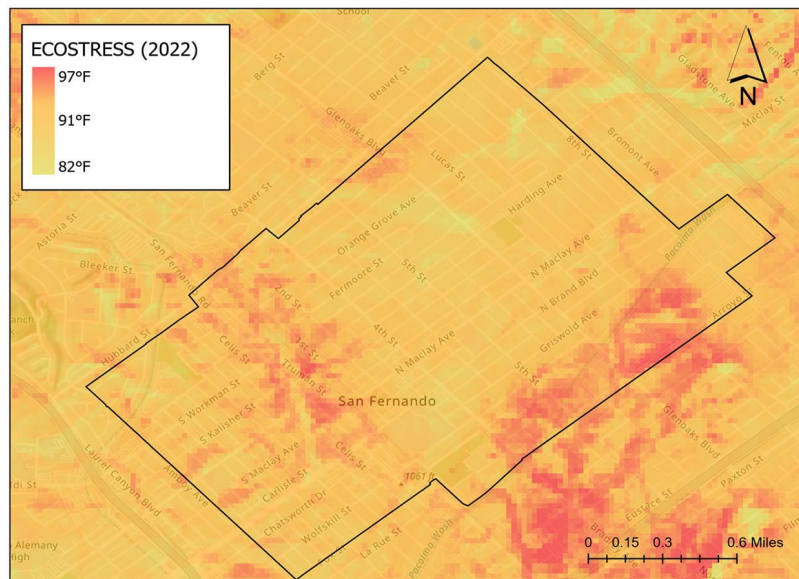 School
ECOSTRESS (2022)
97°F
91°F
82°F
N
Berg St
Beaver St
Glenoaks Blvd
Lucas St
8th St
Bromont Ave
Gladstone Ave
Maclay St
Harding Ave
Beaver St
Astoria St
Orange Grove Ave
N Maclay Ave
Pacoima Wash
San Fernando Rd
Bleeker St
Fermoore St
5th St
N Brand Blvd
2nd St
Arroyo St
4th St
Griswold Ave
Hubbard St
1st St
N Maclay Ave
Celis St
Truman St
5th St
S Workman St
San Fernando
S Kalisher St
Glenoaks Blvd
Laurel Canyon Blvd
S Maclay Ave
Celis St
Amboy Ave
1061 ft
Paxton St
Carlisle St
Chatsworth Dr
Eustace St
Wolfskill St
La Rue St
Pacoima Wash
Alemany
High
0 0.15 0.3 0.6 Miles